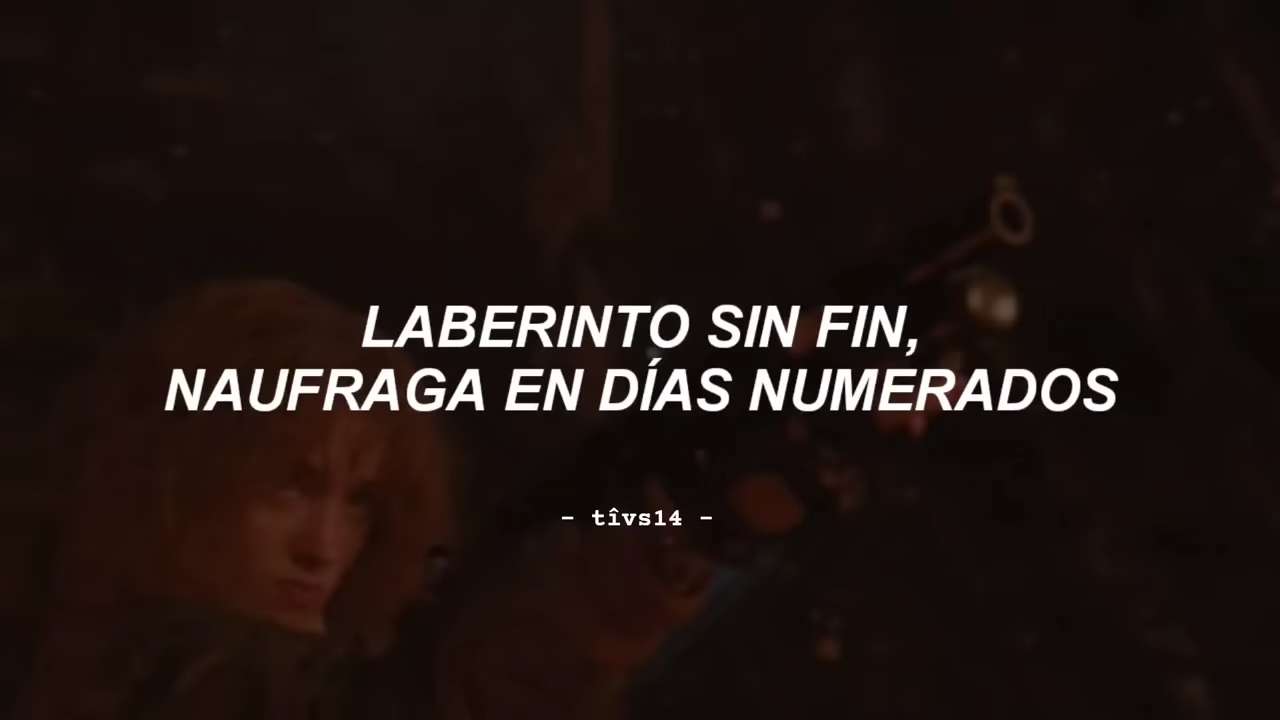 LABERINTO SIN FIN,
NAUFRAGA EN DÍAS NUMERADOS
- tîvs14 -